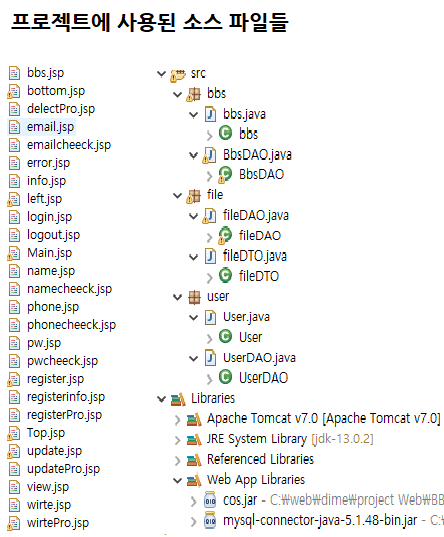 프로젝트에 사용된 소스 파일들
bbs.jsp
bottom.jsp
delectPro.jsp
email.jsp
emailcheeck.jsp
error.jsp
info.jsp
left.jsp
login.jsp
logout.jsp
Main.jsp
name.jsp
namecheeck.jsp
phone.jsp
phonecheeck.jsp
pw.jsp
pwcheeck.jsp
register.jsp
registerinfo.jsp
registerPro.jsp
Top.jsp
update.jsp
updatePro.jsp
view.jsp
wirte.jsp
wirtePro.jsp
src
bbs
bbs.java
bbs
BbsDAO.java
BbsDAO
file
fileDAO.java
fileDAO
fileDTO.java
fileDTO
user
User.java
User
UserDAO.java
UserDAO
Libraries
Apache Tomcat v7.0 [Apache Tomcat v7.0]
JRE System Library [jdk-13.0.2]
Referenced Libraries
Web App Libraries
cos.jar - C:₩web₩dime₩project Web₩BB
mysql-connector-java-5.1.48-bin.jar - C: